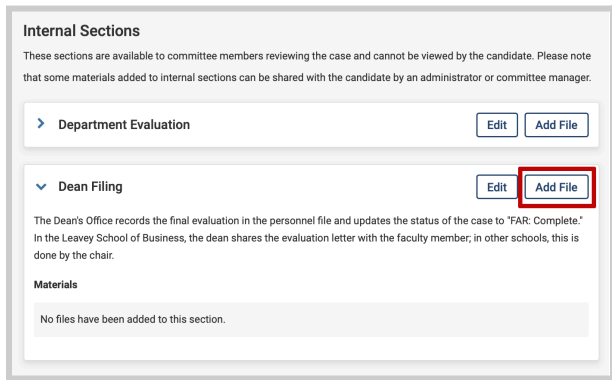 Internal Sections
These sections are available to committee members reviewing the case and cannot be viewed by the candidate. Please note
that some materials added to internal sections can be shared with the candidate by an administrator or committee manager.
Department Evaluation Edit Add File
Dean Filing Edit Add File
The Dean's Office records the final evaluation in the personnel file and updates the status of the case to "FAR: Complete."
In the Leavey School of Business, the dean shares the evaluation letter with the faculty member; in other schools, this is
done by the chair.
Materials
No files have been added to this section.